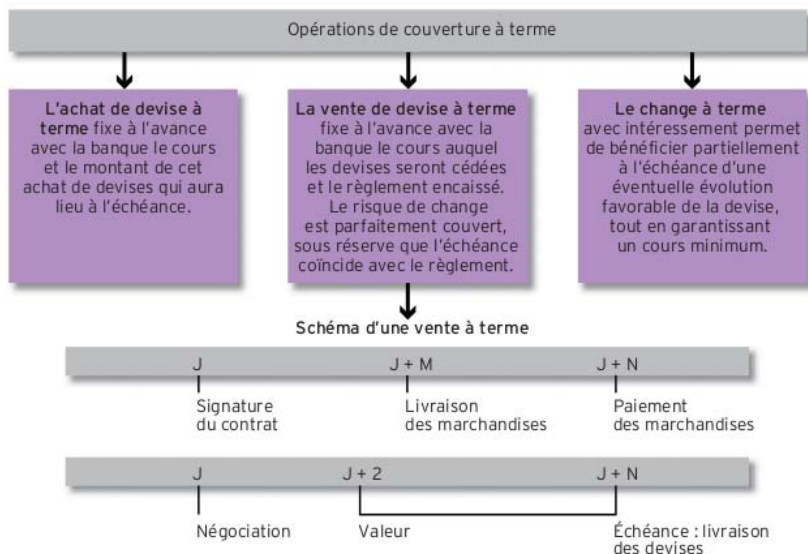 Opérations de couverture à terme
L'achat de devise à
terme fixe à l'avance
avec la banque le cours
et le montant de cet
achat de devises qui aura
lieu à l'échéance.
La vente de devise à terme
fixe à l'avance avec la
banque le cours auquel
les devises seront cédées
et le règlement encaissé.
Le risque de change
est parfaitement couvert,
sous réserve que l'échéance
coïncide avec le règlement.
Le change à terme
avec intéressement permet
de bénéficier partiellement
à l'échéance d'une
éventuelle évolution
favorable de la devise,
tout en garantissant
un cours minimum.
Schéma d'une vente à terme
J J + M J + N
Signature
du contrat
Livraison
des marchandises
Paiement
des marchandises
J J + 2 J + N
Négociation
Valeur
Échéance : livraison
des devises